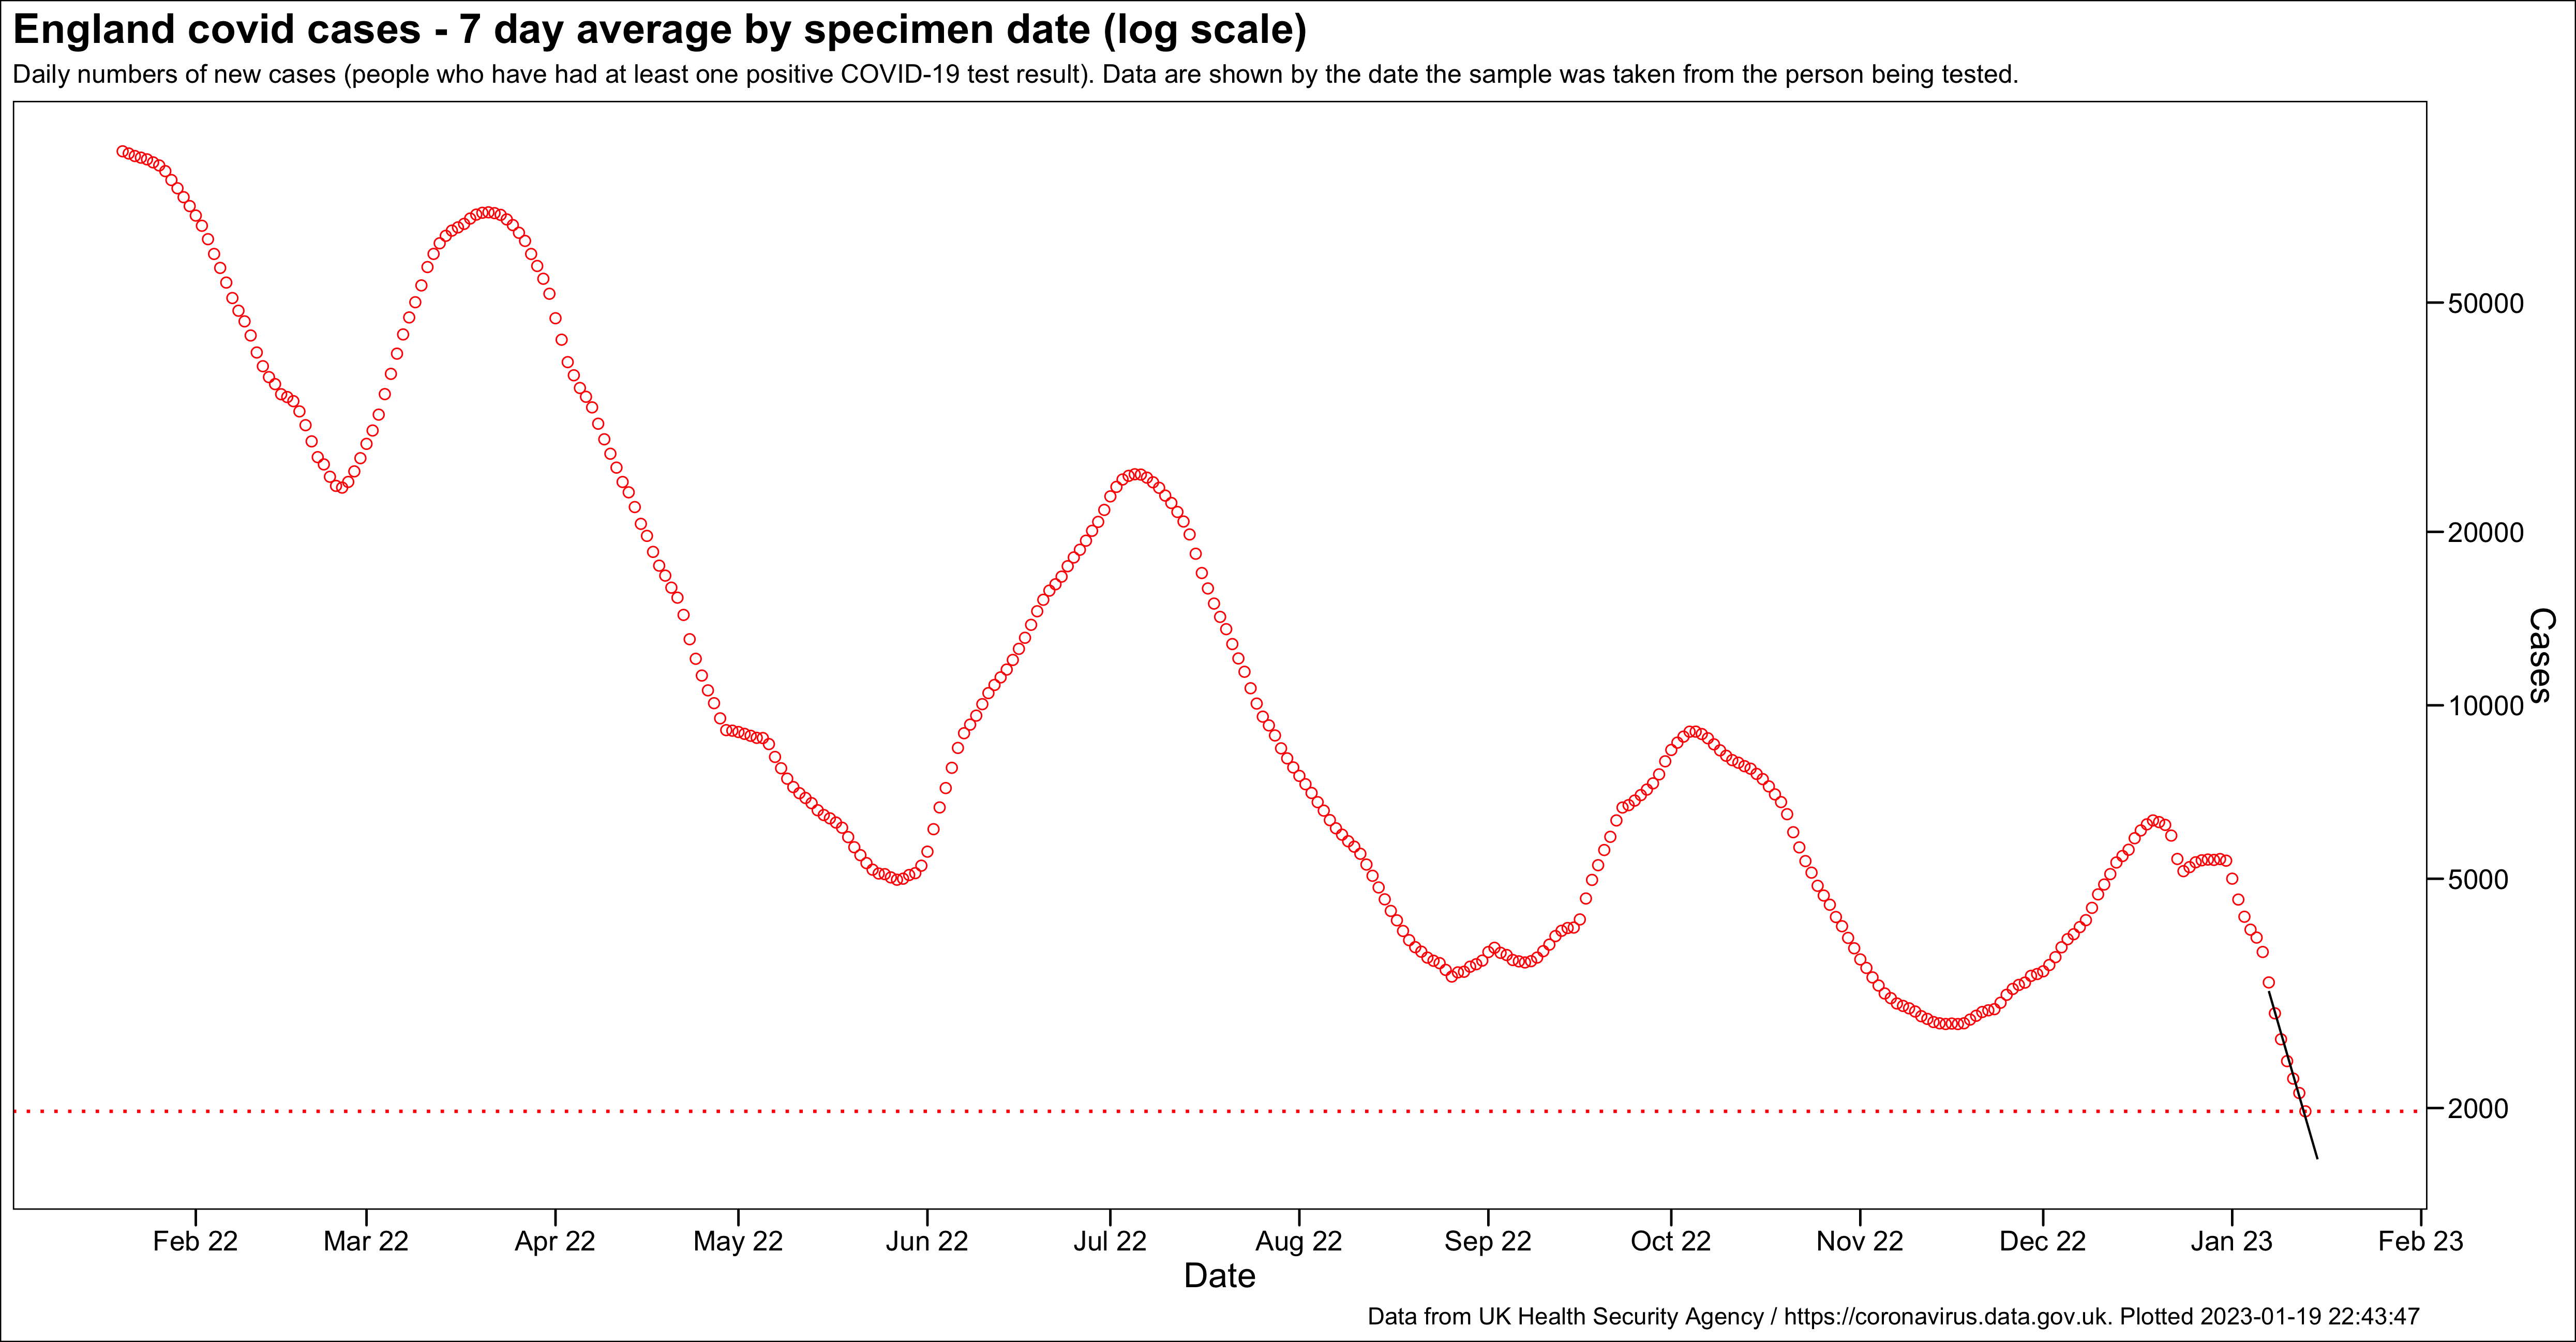 England covid cases - 7 day average by specimen date (log scale)
Daily numbers of new cases (people who have had at least one positive COVID-19 test result). Data are shown by the date the sample was taken from the person being tested.
50000
20000
10000
5000
2000
Cases
Feb 22 Mar 22 Apr 22 May 22 Jun 22 Jul 22 Aug 22 Sep 22 Oct 22 Nov 22 Dec 22 Jan 23 Feb 23
Date
Data from UK Health Security Agency / https://coronavirus.data.gov.uk. Plotted 2023-01-19 22:43:47